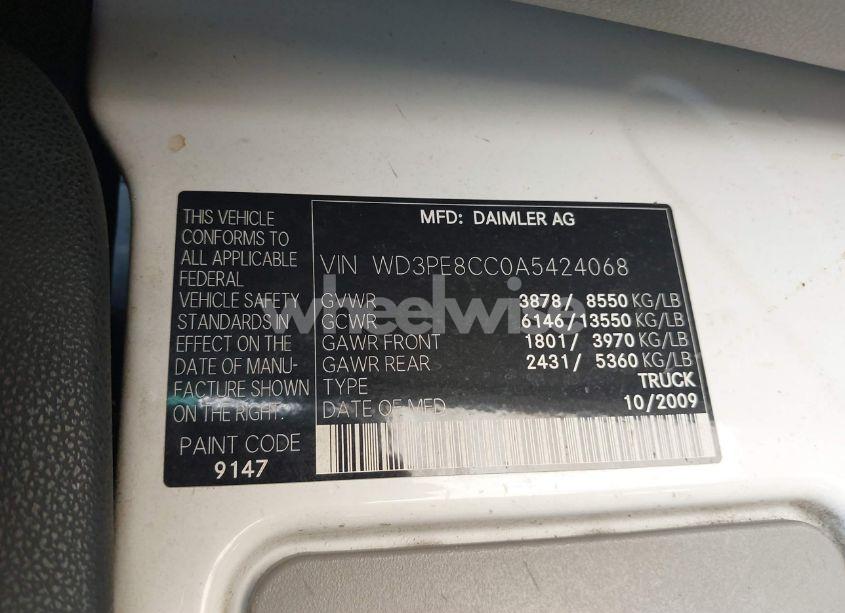 THIS VEHICLE
CONFORMS TO
ALL APPLICABLE
FEDERAL
VEHICLE SAFETY
STANDARDS IN
EFFECT ON THE
DATE OF MANU-
FACTURE SHOWN
ON THE RIGHT.
PAINT CODE
9147
MFD: DAIMLER AG
VIN WD3PE8CC0A5424068
GVWR 3878/ 8550 KG/LB
GCWR 6146/13550 KG/LB
GAWR FRONT 1801/ 3970 KG/LB
GAWR REAR 2431/ 5360 KG/LB
TYPE TRUCK
DATE OF MFD 10/2009
wheelwise